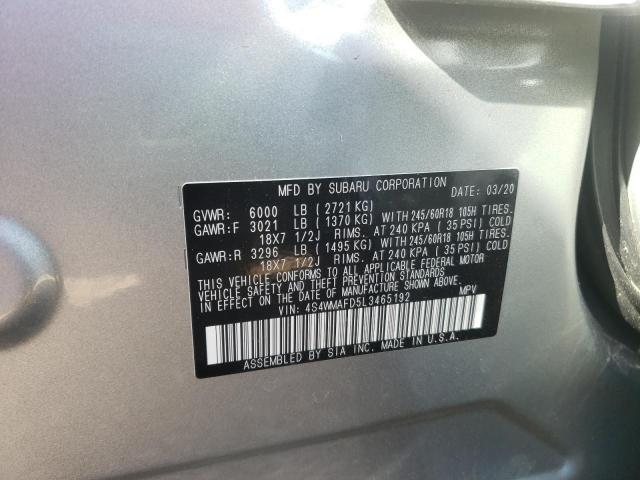 MFD BY SUBARU CORPORATION DATE: 03/20
GVWR: 6000 LB ( 2721 KG)
GAWR:F 3021 LB ( 1370 KG) WITH 245/60R18 105H TIRES.
18X7 1/2J RIMS. AT 240 KPA ( 35 PSI) COLD
GAWR:R 3296 LB ( 1495 KG) WITH 245/60R18 105H TIRES.
18X7 1/2J RIMS. AT 240 KPA ( 35 PSI) COLD
THIS VEHICLE CONFORMS TO ALL APPLICABLE FEDERAL MOTOR
VEHICLE SAFETY AND THEFT PREVENTION STANDARDS
IN EFFECT ON THE DATE OF MANUFACTURE SHOWN ABOVE.
VIN: 4S4WMAFD5L3465192 MPV
ASSEMBLED BY SIA INC. MADE IN U.S.A.